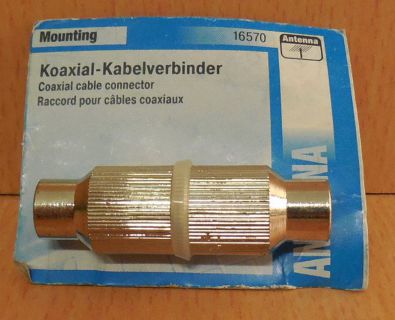 Mounting
16570
Antenna
Koaxial-Kabelverbinder
Coaxial cable connector
Raccord pour câbles coaxiaux
ANTENNA